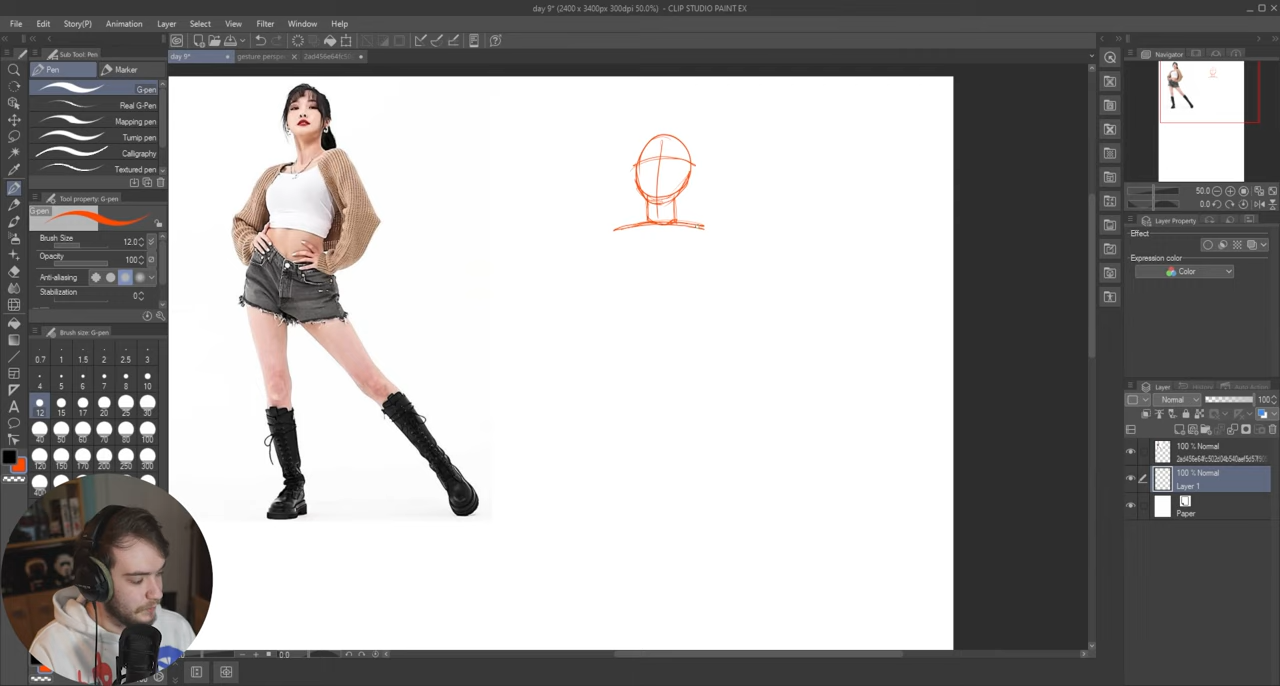 day 9* (2400 x 3400px 300dpi 50.0%) - CLIP STUDIO PAINT EX
File Edit Story(P) Animation Layer Select View Filter Window Help
Sub Tool: Pen
day 9*
Navigator
Pen Marker
G-pen
Real G-Pen
Mapping pen
Turnip pen
Calligraphy
Textured pen
Tool property: G-pen
G-pen
Brush Size 12.0
Opacity 100
Anti-aliasing
Stabilization 0
Brush size: G-pen
0.7 1 1.5 2 2.5 3
4 5 6 7 8 10
12 15 17 20 25 30
40 50 60 70 80 100
120 150 170 200 250 300
50.0
0.0
Layer Property
Effect
Expression color
Color
Layer
Normal 100
100 % Normal
100 % Normal
Layer 1
Paper